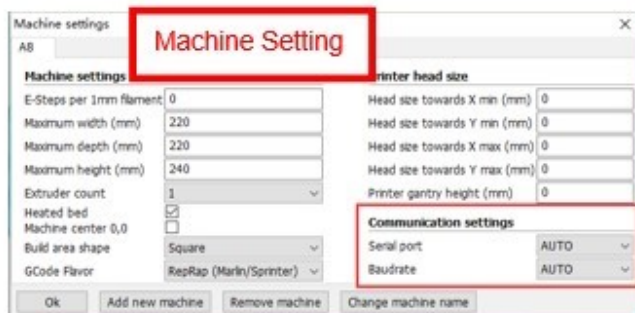 Machine settings
A8
Machine Setting
Machine settings
E-Steps per 1mm filament 0
Maximum width (mm) 220
Maximum depth (mm) 220
Maximum height (mm) 240
Extruder count 1
Heated bed
Machine center 0,0
Build area shape Square
GCode Flavor RepRap (Marlin/Sprinter)
Printer head size
Head size towards X min (mm) 0
Head size towards Y min (mm) 0
Head size towards X max (mm) 0
Head size towards Y max (mm) 0
Printer gantry height (mm) 0
Communication settings
Serial port AUTO
Baudrate AUTO
Ok Add new machine Remove machine Change machine name